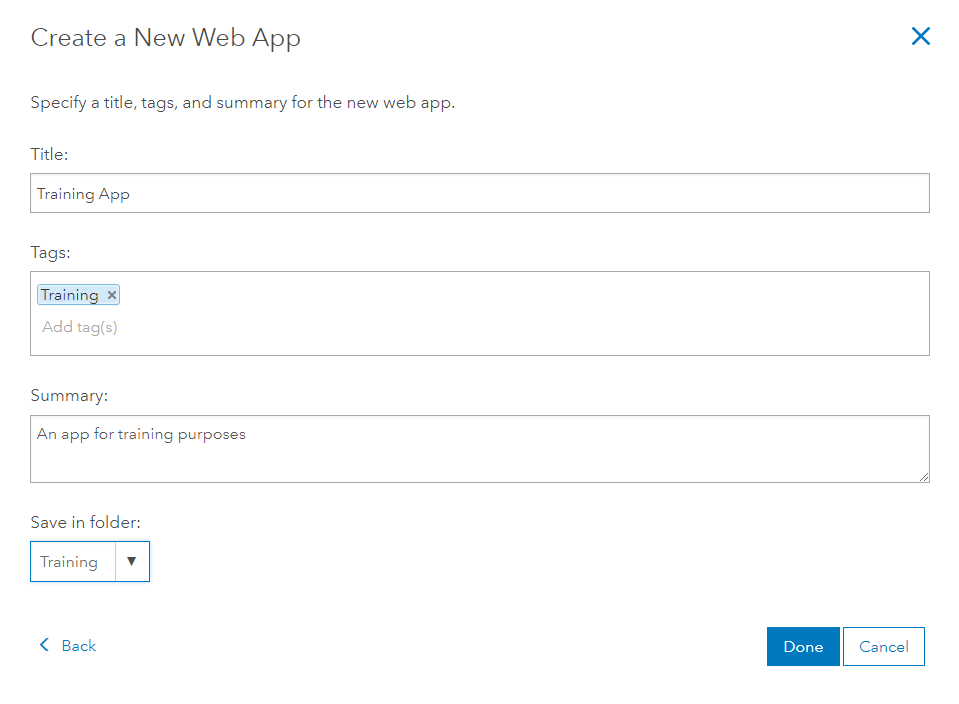 Create a New Web App
Specify a title, tags, and summary for the new web app.
Title:
Training App
Tags:
Training ×
Add tag(s)
Summary:
An app for training purposes
Save in folder:
Training ▼
Back
Done Cancel